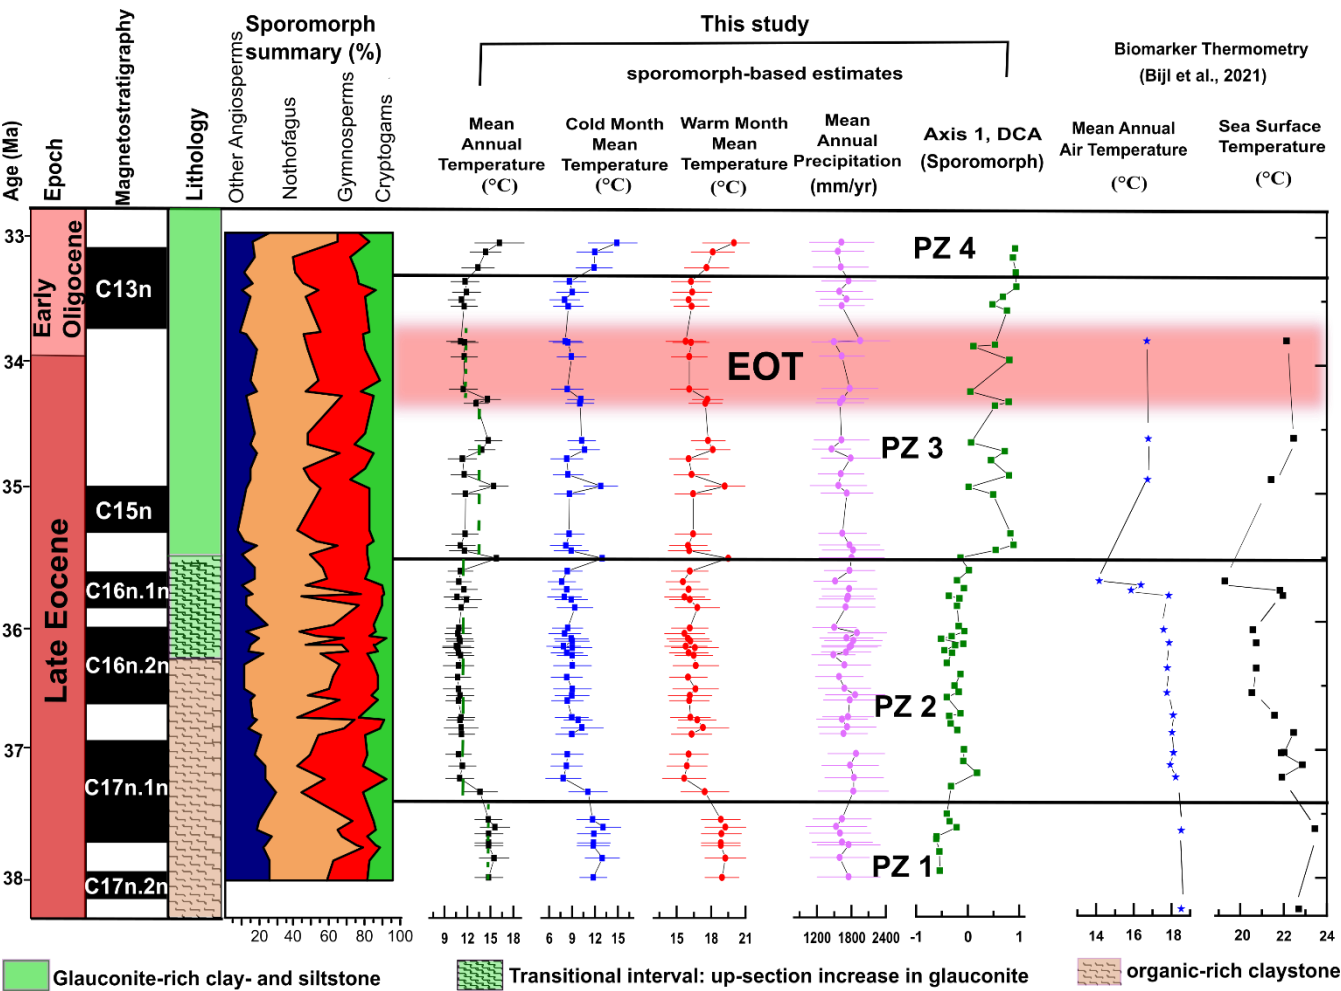 Sporomorph
summary (%)
This study
sporomorph-based estimates
Biomarker Thermometry
(Bijl et al., 2021)
Age (Ma)
Epoch
Magnetostratigraphy
Lithology
Other Angiosperms
Nothofagus
Gymnosperms
Cryptogams
Mean
Annual
Temperature
(°C)
Cold Month
Mean
Temperature
(°C)
Warm Month
Mean
Temperature
(°C)
Mean
Annual
Precipitation
(mm/yr)
Axis 1, DCA
(Sporomorph)
Mean Annual
Air Temperature
(°C)
Sea Surface
Temperature
(°C)
33
34
35
36
37
38
Early
Oligocene
Late Eocene
C13n
C15n
C16n.1n
C16n.2n
C17n.1n
C17n.2n
PZ 4
EOT
PZ 3
PZ 2
PZ 1
20 40 60 80 100
9 12 15 18
6 9 12 15
15 18 21
1200 1800 2400
-1 0 1
14 16 18
20 22 24
Glauconite-rich clay- and siltstone
Transitional interval: up-section increase in glauconite
organic-rich claystone